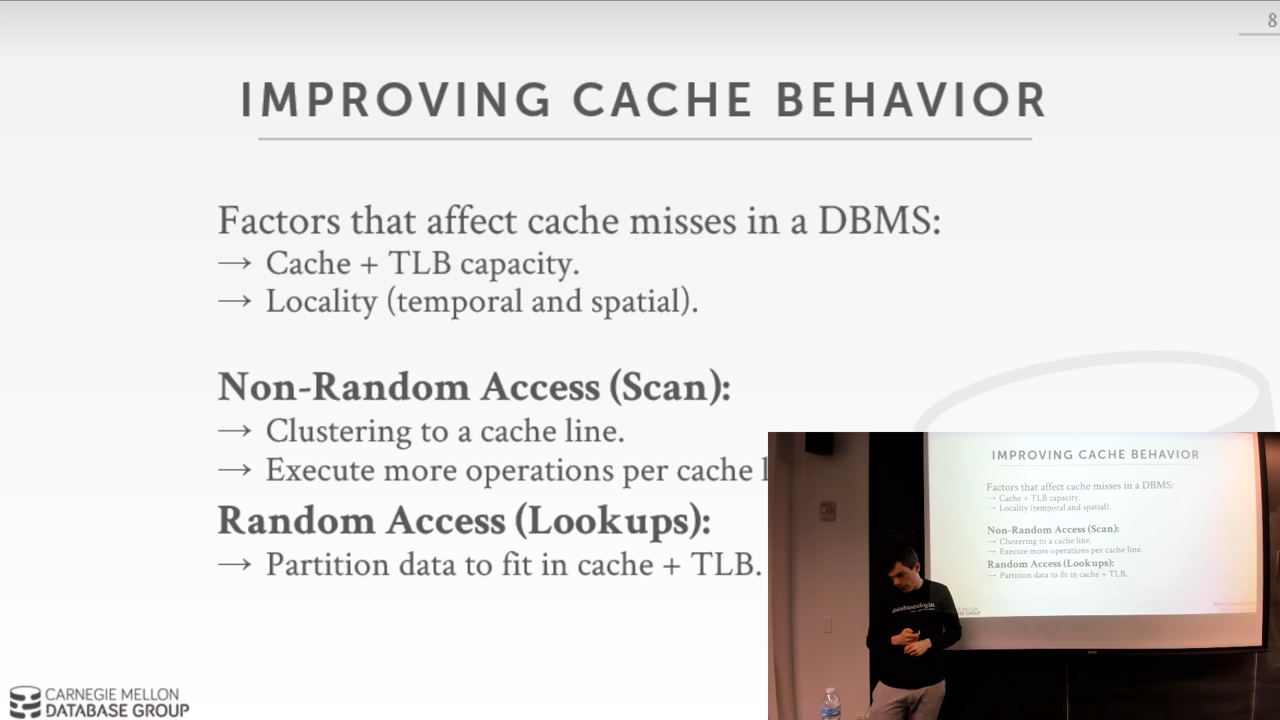 8
IMPROVING CACHE BEHAVIOR
Factors that affect cache misses in a DBMS:
→ Cache + TLB capacity.
→ Locality (temporal and spatial).
Non-Random Access (Scan):
→ Clustering to a cache line.
→ Execute more operations per cache l
Random Access (Lookups):
→ Partition data to fit in cache + TLB.
CARNEGIE MELLON
DATABASE GROUP
IMPROVING CACHE BEHAVIOR
Factors that affect cache misses in a DBMS:
→ Cache + TLB capacity.
→ Locality (temporal and spatial).
Non-Random Access (Scan):
→ Clustering to a cache line.
→ Execute more operations per cache line.
Random Access (Lookups):
→ Partition data to fit in cache + TLB.